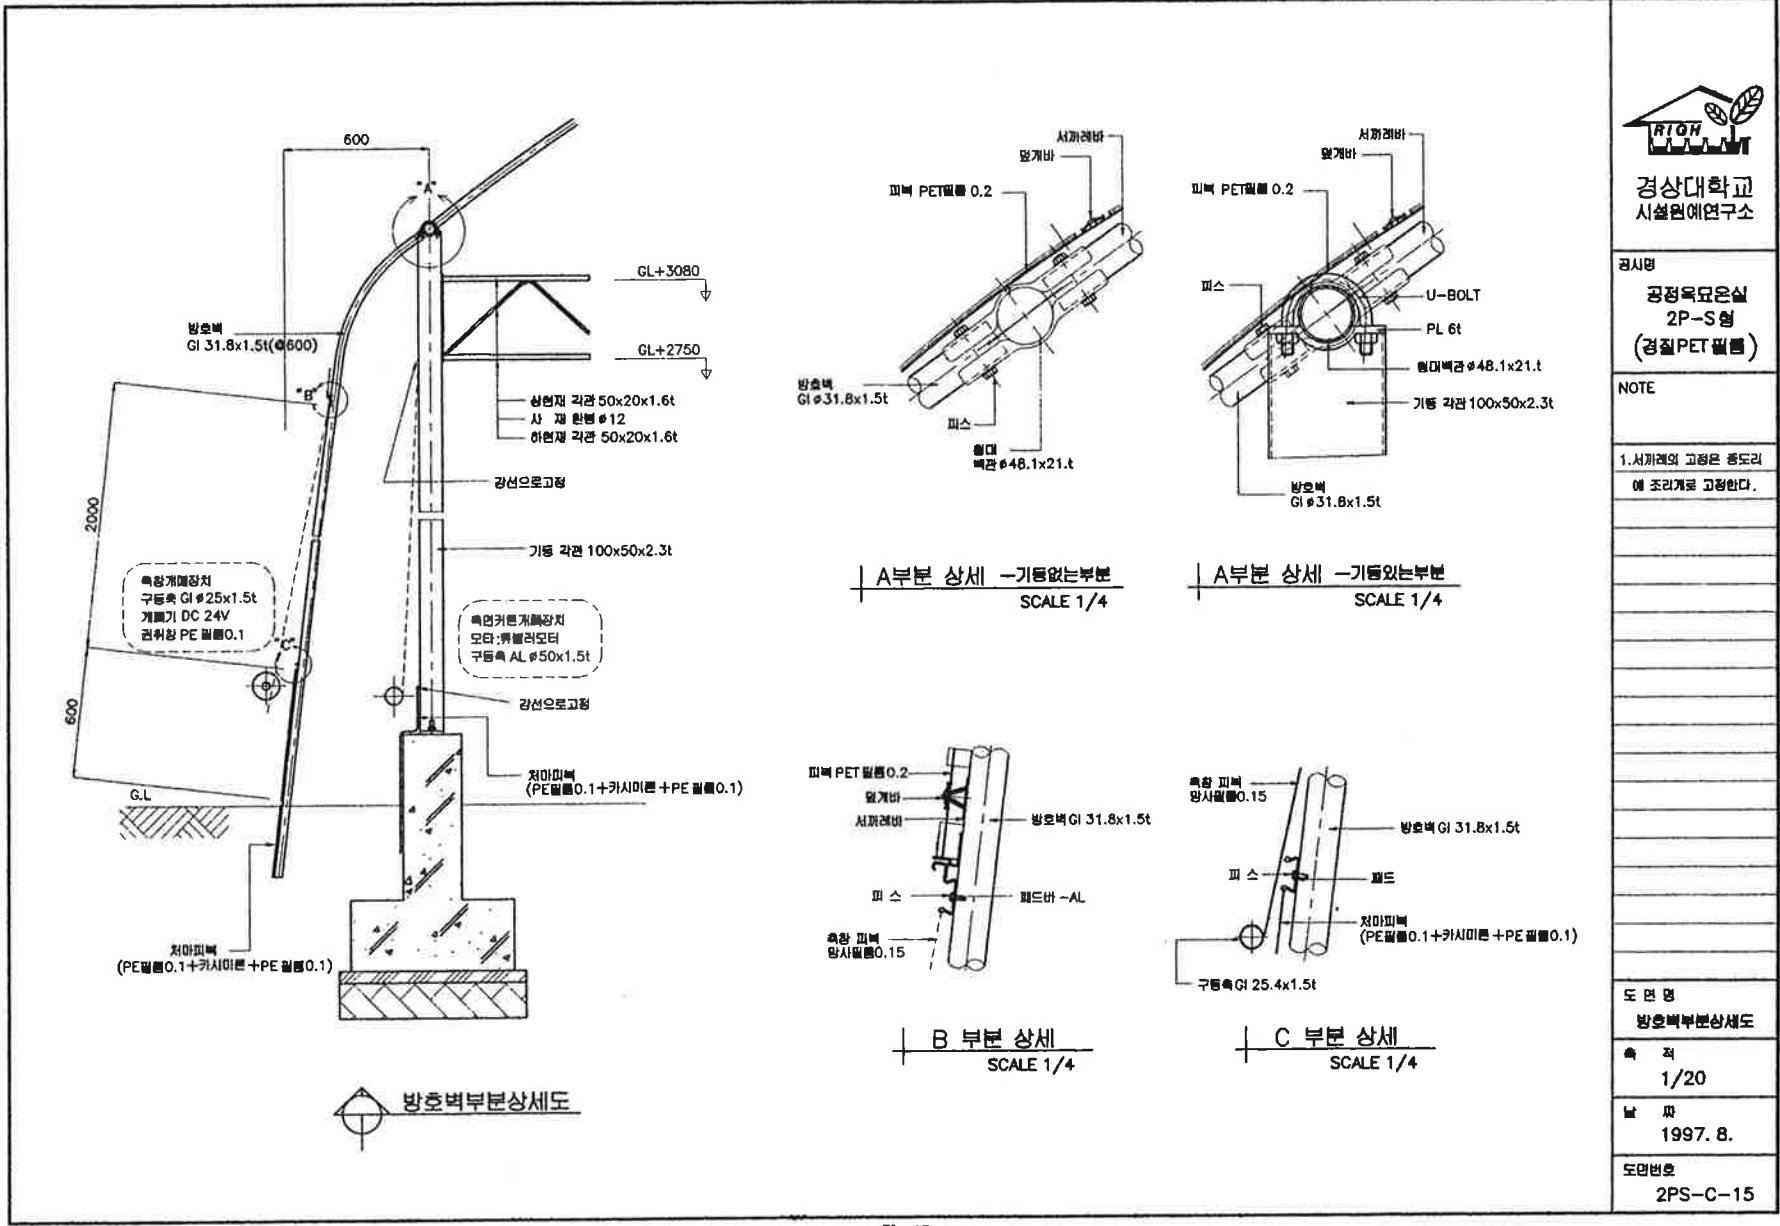 600
"A"
GL+3080
GL+2750
방호벽
GI 31.8x1.5t(@600)
"B"
상현재 각관 50x20x1.6t
사 재 환봉 ø12
하현재 각관 50x20x1.6t
강선으로고정
2000
기둥 각관 100x50x2.3t
측창개폐장치
구동축 GI ø25x1.5t
개폐기 DC 24V
권취창 PE 필름0.1
"C"
측면커튼개폐장치
모타:튜블러모터
구동축 AL ø50x1.5t
강선으로고정
600
G.L
처마피복
(PE필름0.1+카시미론+PE필름0.1)
처마피복
(PE필름0.1+카시미론+PE필름0.1)
방호벽부분상세도
서까래바
덮개바
피복 PET필름 0.2
방호벽
GI ø31.8x1.5t
피스
백관ø48.1x21.t
A부분 상세 -기둥없는부분
SCALE 1/4
서까래바
덮개바
피복 PET필름 0.2
피스
U-BOLT
PL 6t
ø48.1x21.t
기둥 각관 100x50x2.3t
방호벽
GI ø31.8x1.5t
A부분 상세 -기둥있는부분
SCALE 1/4
피복 PET필름0.2
덮개바
서까래바
방호벽GI 31.8x1.5t
피 스
패드바-AL
측창 피복
망사필름0.15
B 부분 상세
SCALE 1/4
측창 피복
망사필름0.15
방호벽GI 31.8x1.5t
피 스
패드
처마피복
(PE필름0.1+카시미론+PE필름0.1)
구동축GI 25.4x1.5t
C 부분 상세
SCALE 1/4
RIGH
경상대학교
시설원예연구소
공사명
공정육묘온실
2P-S형
(경질PET필름)
NOTE
1.서까래의 고정은 중도리
에 조리개로 고정한다.
도 면 명
방호벽부분상세도
축 척
1/20
날 짜
1997. 8.
도면번호
2PS-C-15